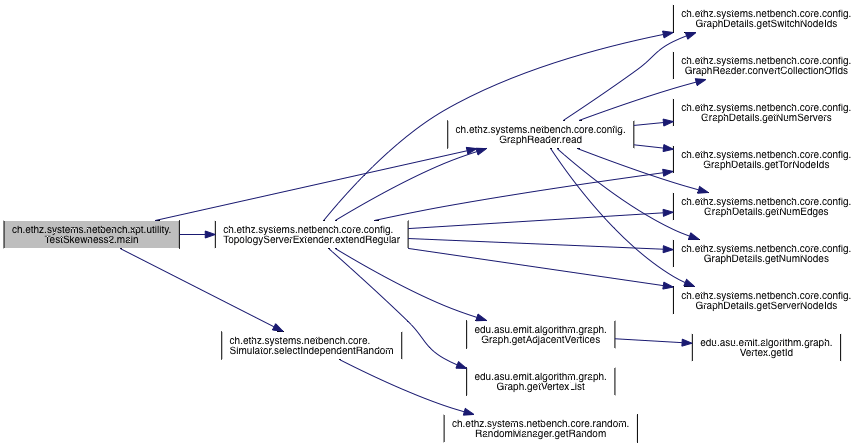 ch.ethz.systems.netbench.xpt.utility.
TestSkewness2.main
ch.ethz.systems.netbench.core.config.
TopologyServerExtender.extendRegular
ch.ethz.systems.netbench.core.
Simulator.selectIndependentRandom
ch.ethz.systems.netbench.core.config.
GraphReader.read
edu.asu.emit.algorithm.graph.
Graph.getAdjacentVertices
edu.asu.emit.algorithm.graph.
Graph.getVertexList
ch.ethz.systems.netbench.core.random.
RandomManager.getRandom
ch.ethz.systems.netbench.core.config.
GraphDetails.getSwitchNodeIds
ch.ethz.systems.netbench.core.config.
GraphReader.convertCollectionOfIds
ch.ethz.systems.netbench.core.config.
GraphDetails.getNumServers
ch.ethz.systems.netbench.core.config.
GraphDetails.getTorNodeIds
ch.ethz.systems.netbench.core.config.
GraphDetails.getNumEdges
ch.ethz.systems.netbench.core.config.
GraphDetails.getNumNodes
ch.ethz.systems.netbench.core.config.
GraphDetails.getServerNodeIds
edu.asu.emit.algorithm.graph.
Vertex.getId